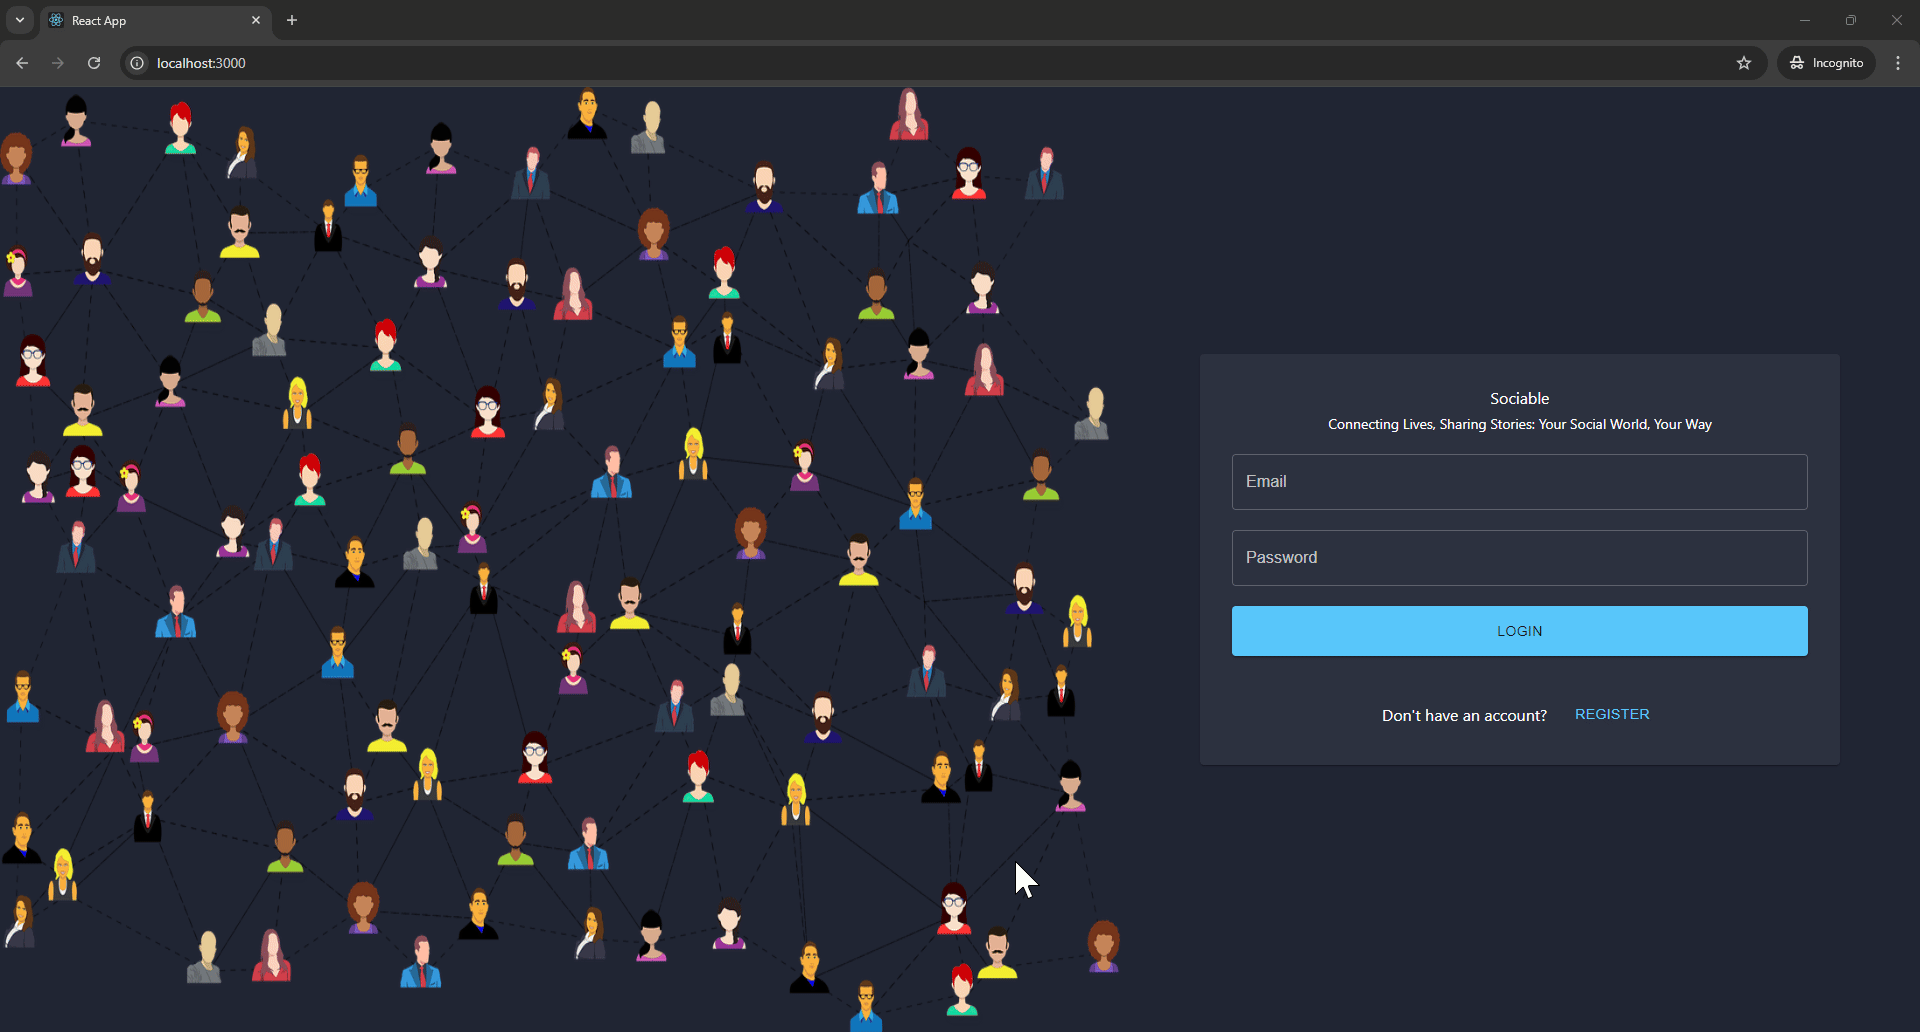 React App
localhost:3000
Incognito
Sociable
Connecting Lives, Sharing Stories: Your Social World, Your Way
Email
Password
LOGIN
Don't have an account? REGISTER